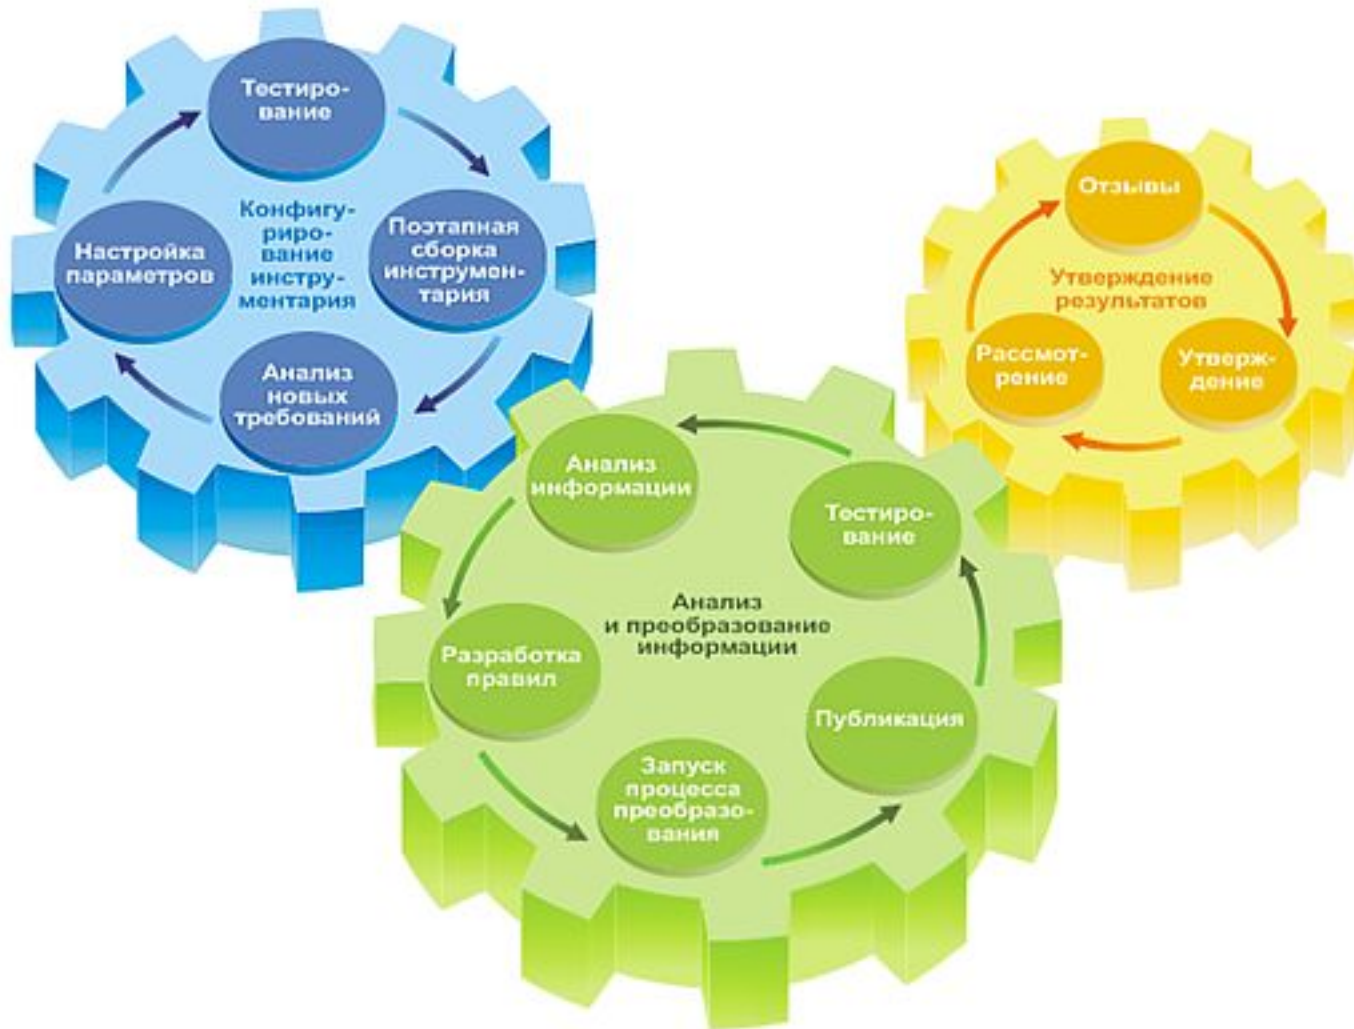 Тестиро-
вание
Поэтапная
сборка
инструмен-
тария
Анализ
новых
требований
Настройка
параметров
Конфигу-
рирo-
вание
инстру-
ментария
Отзывы
Утверж-
дение
Рассмот-
рение
Утверждение
результатов
Анализ
информации
Разработка
правил
Запуск
процесса
преобразо-
вания
Публикация
Тестиро-
вание
Анализ
и преобразование
информации